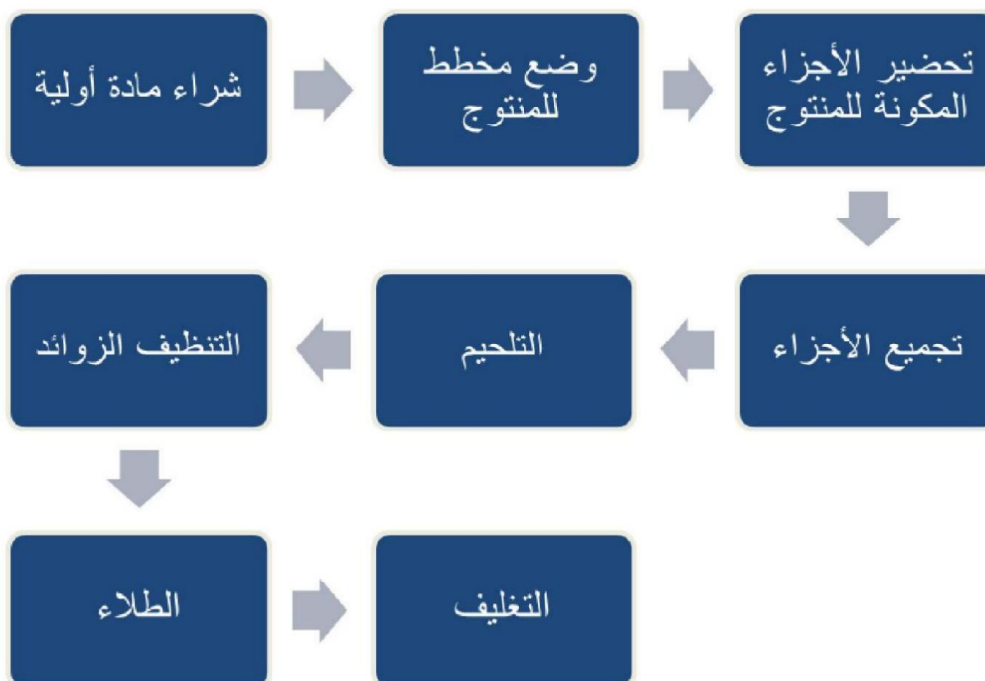 شراء مادة أولية
وضع مخطط
للمنتوج
تحضير الأجزاء
المكونة للمنتوج
تجميع الأجزاء
التلحيم
التنظيف الزوائد
الطلاء
التغليف